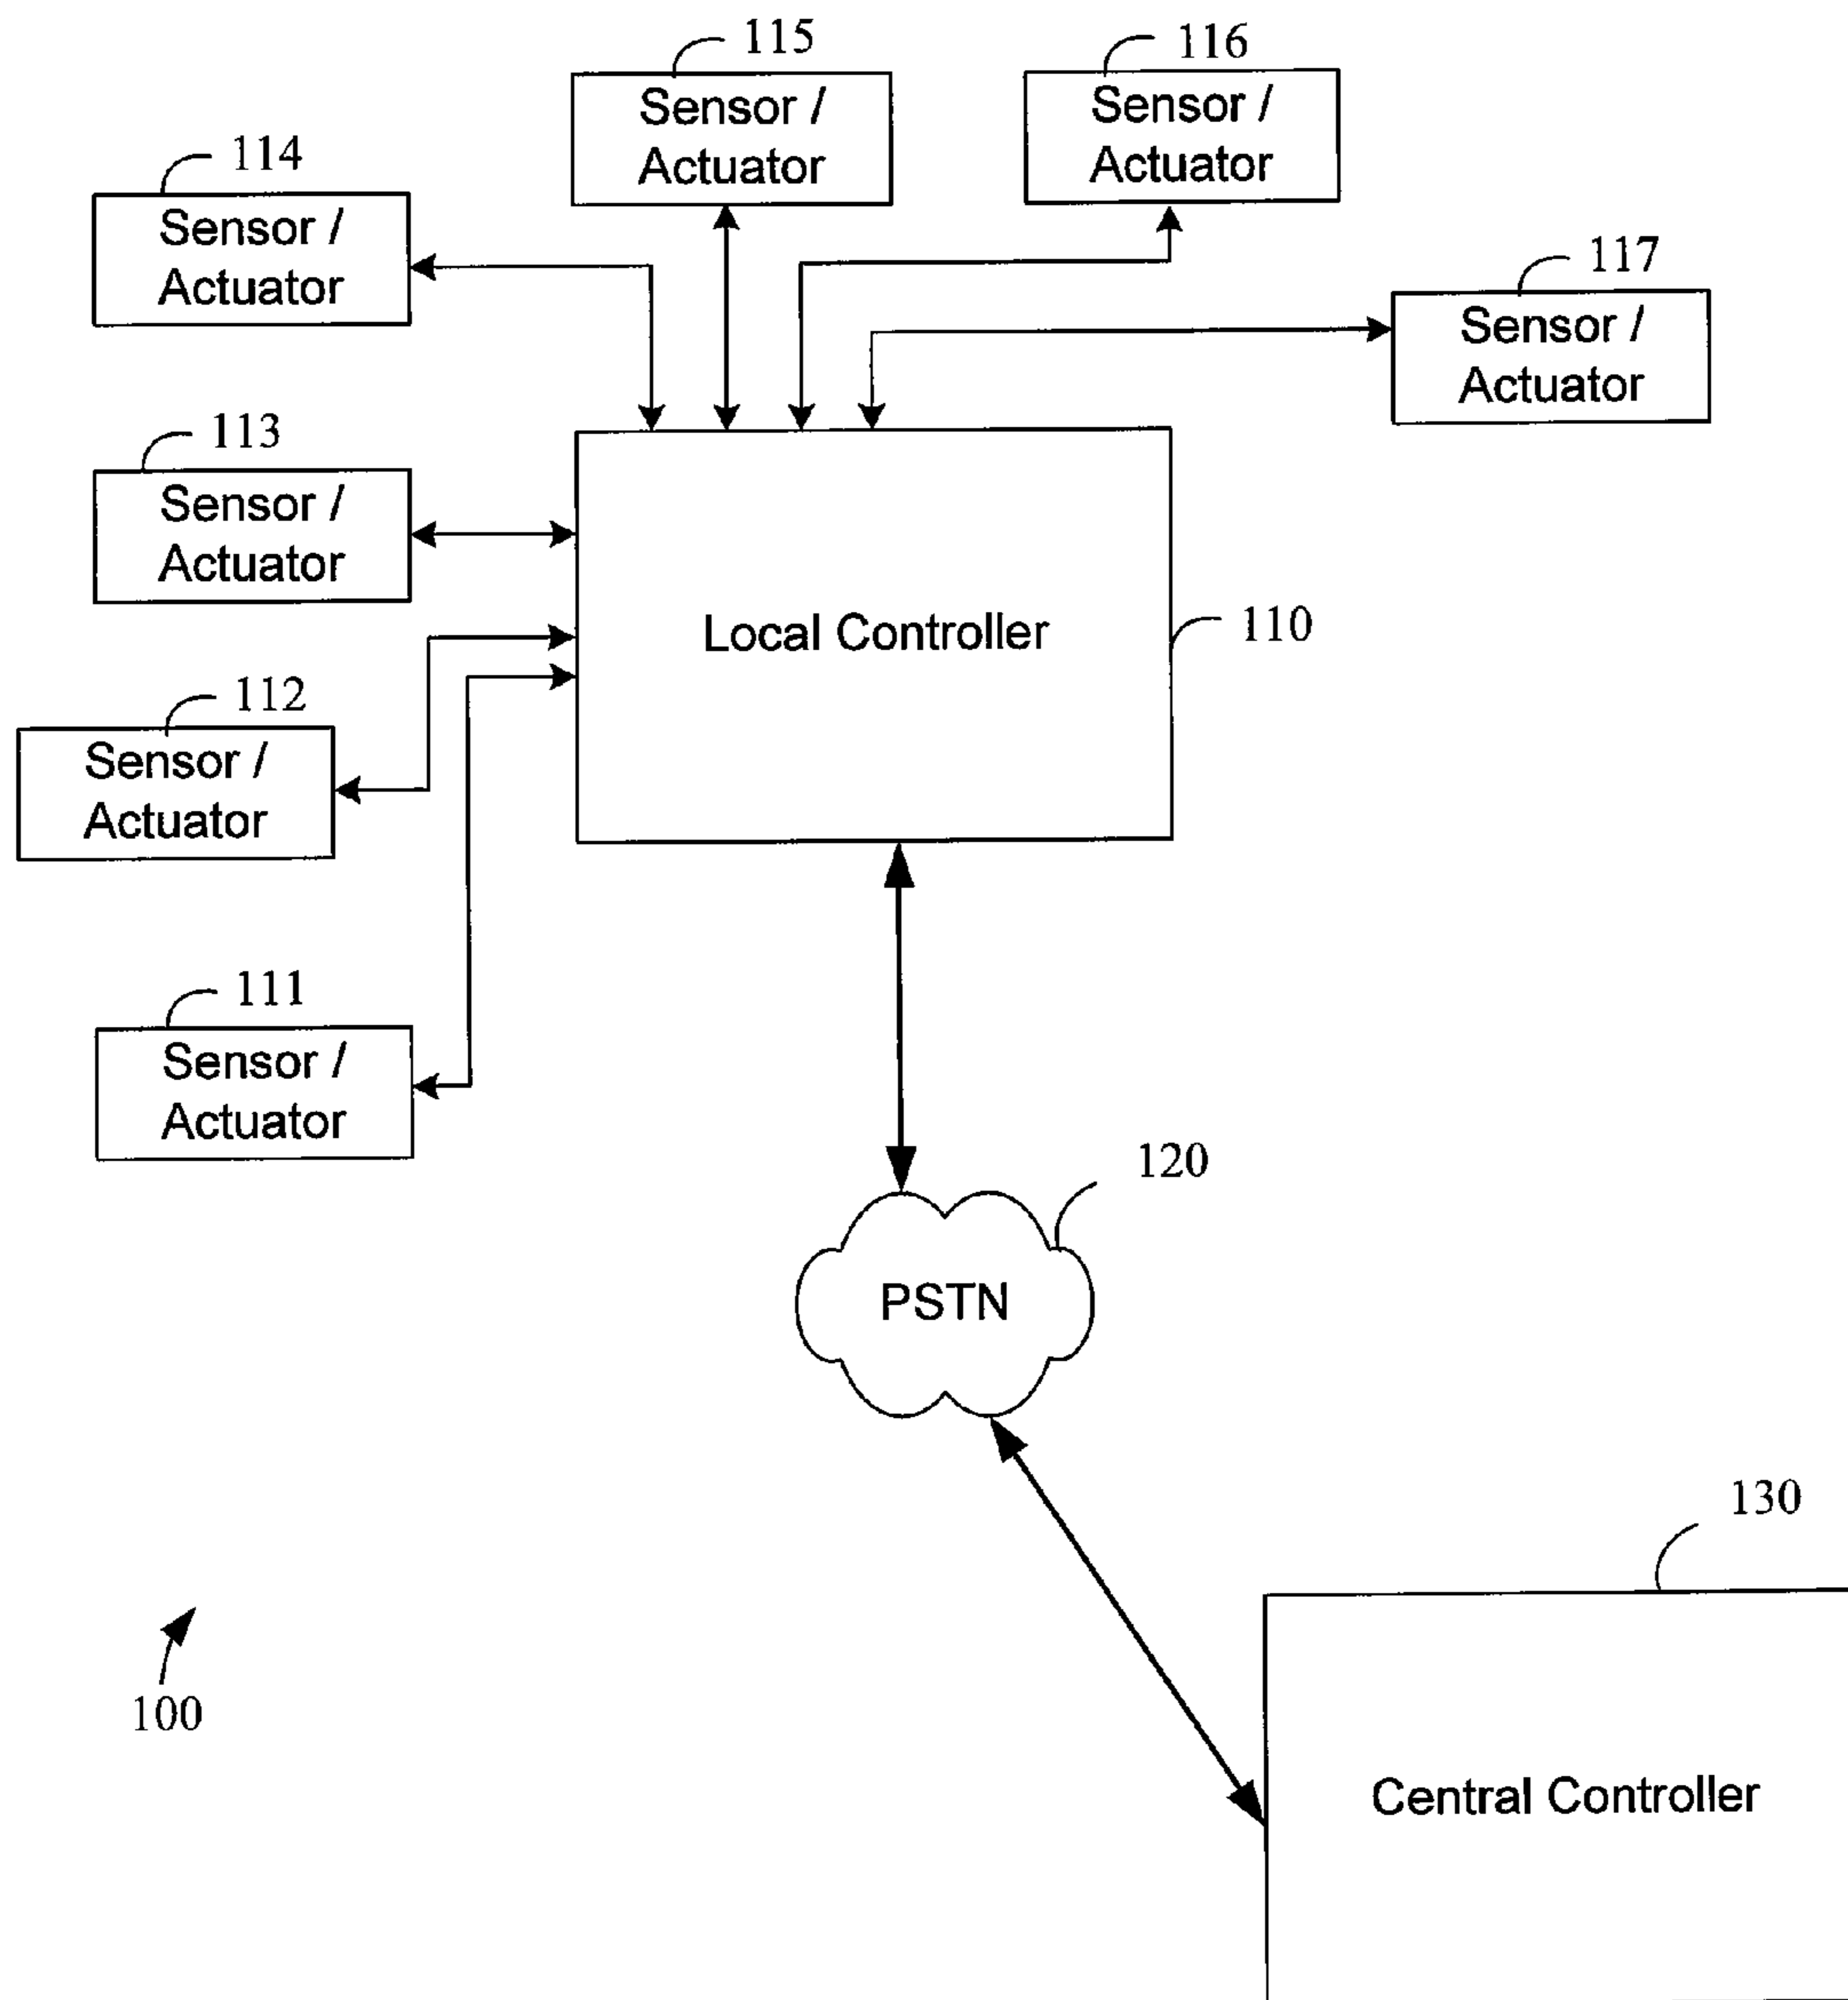 115
Sensor /
Actuator
116
Sensor /
Actuator
114
Sensor /
Actuator
117
Sensor /
Actuator
113
Sensor /
Actuator
Local Controller
110
112
Sensor /
Actuator
111
Sensor /
Actuator
120
PSTN
130
Central Controller
100